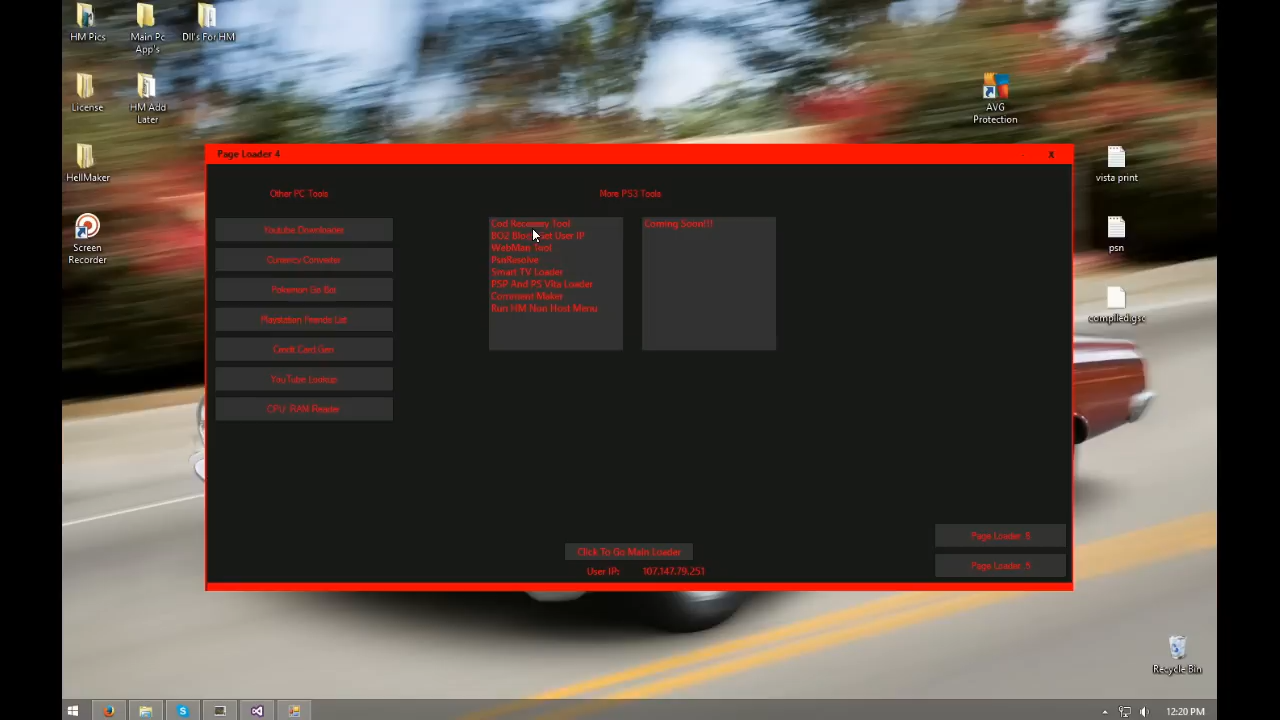 HM Pics
Main Pc
App's
Dll's For HM
License
HM Add
Later
AVG
Protection
HellMaker
vista print
Screen
Recorder
psn
compiled.gsc
Page Loader 4
X
Other PC Tools
More PS3 Tools
Youtube Downloader
Currency Converter
Pokemon Go Bio
Playstation Friends List
Credit Card Gen
YouTube Lookup
CPU RAN Reader
Cod Recovery Tool
BO2 Block Get User IP
WebMan Tool
PsnResolve
Smart TV Loader
PSP And PS Vita Loader
Comment Maker
Run HM Non Host Menu
Coming Soon!!!
Click To Go Main Loader
User IP: 107.147.79.251
Page Loader
Page Loader
Recycle Bin
12:20 PM